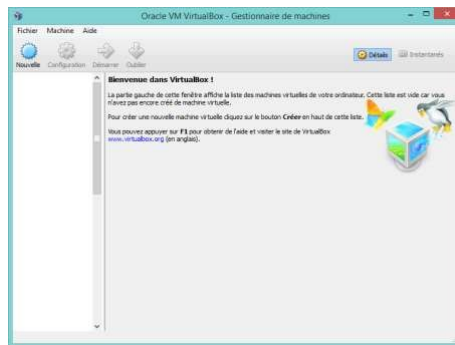 Oracle VM VirtualBox - Gestionnaire de machines
Fichier Machine Aide
Nouvelle Configuration Démarrer Oublier
Détails Instantanés
Bienvenue dans VirtualBox !
La partie gauche de cette fenêtre affiche la liste des machines virtuelles de votre ordinateur. Cette liste est vide car vous
n'avez pas encore créé de machine virtuelle.
Pour créer une nouvelle machine virtuelle cliquez sur le bouton Créer en haut de cette liste.
Vous pouvez appuyer sur F1 pour obtenir de l'aide et visiter le site de VirtualBox
www.virtualbox.org (en anglais).